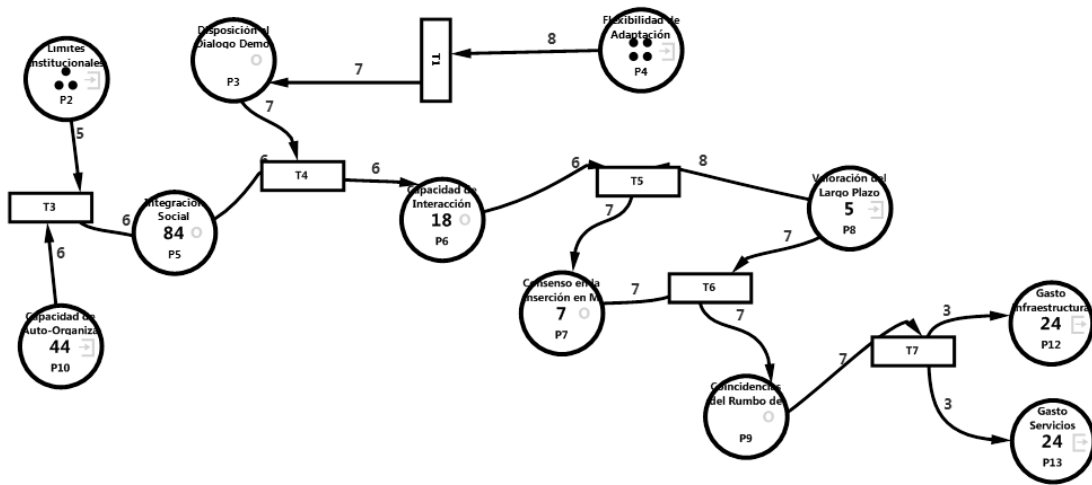 Límites
Institucionales
P2
Disposición al
Dialogo Demo
P3
7
T1
8
Flexibilidad de
Adaptación
P4
5
7
T3
6
6
Integración
Social
84
P5
6
T4
6
Capacidad de
Interacción
18
P6
6
T5
8
Valoración del
Largo Plazo
5
P8
7
7
Capacidad de
Auto-Organiza
44
P10
Consenso en la
Inserción en M
7
P7
7
T6
7
Coincidencias
del Rumbo de
P9
7
T7
3
Gasto
Infraestructura
24
P12
3
Gasto
Servicios
24
P13